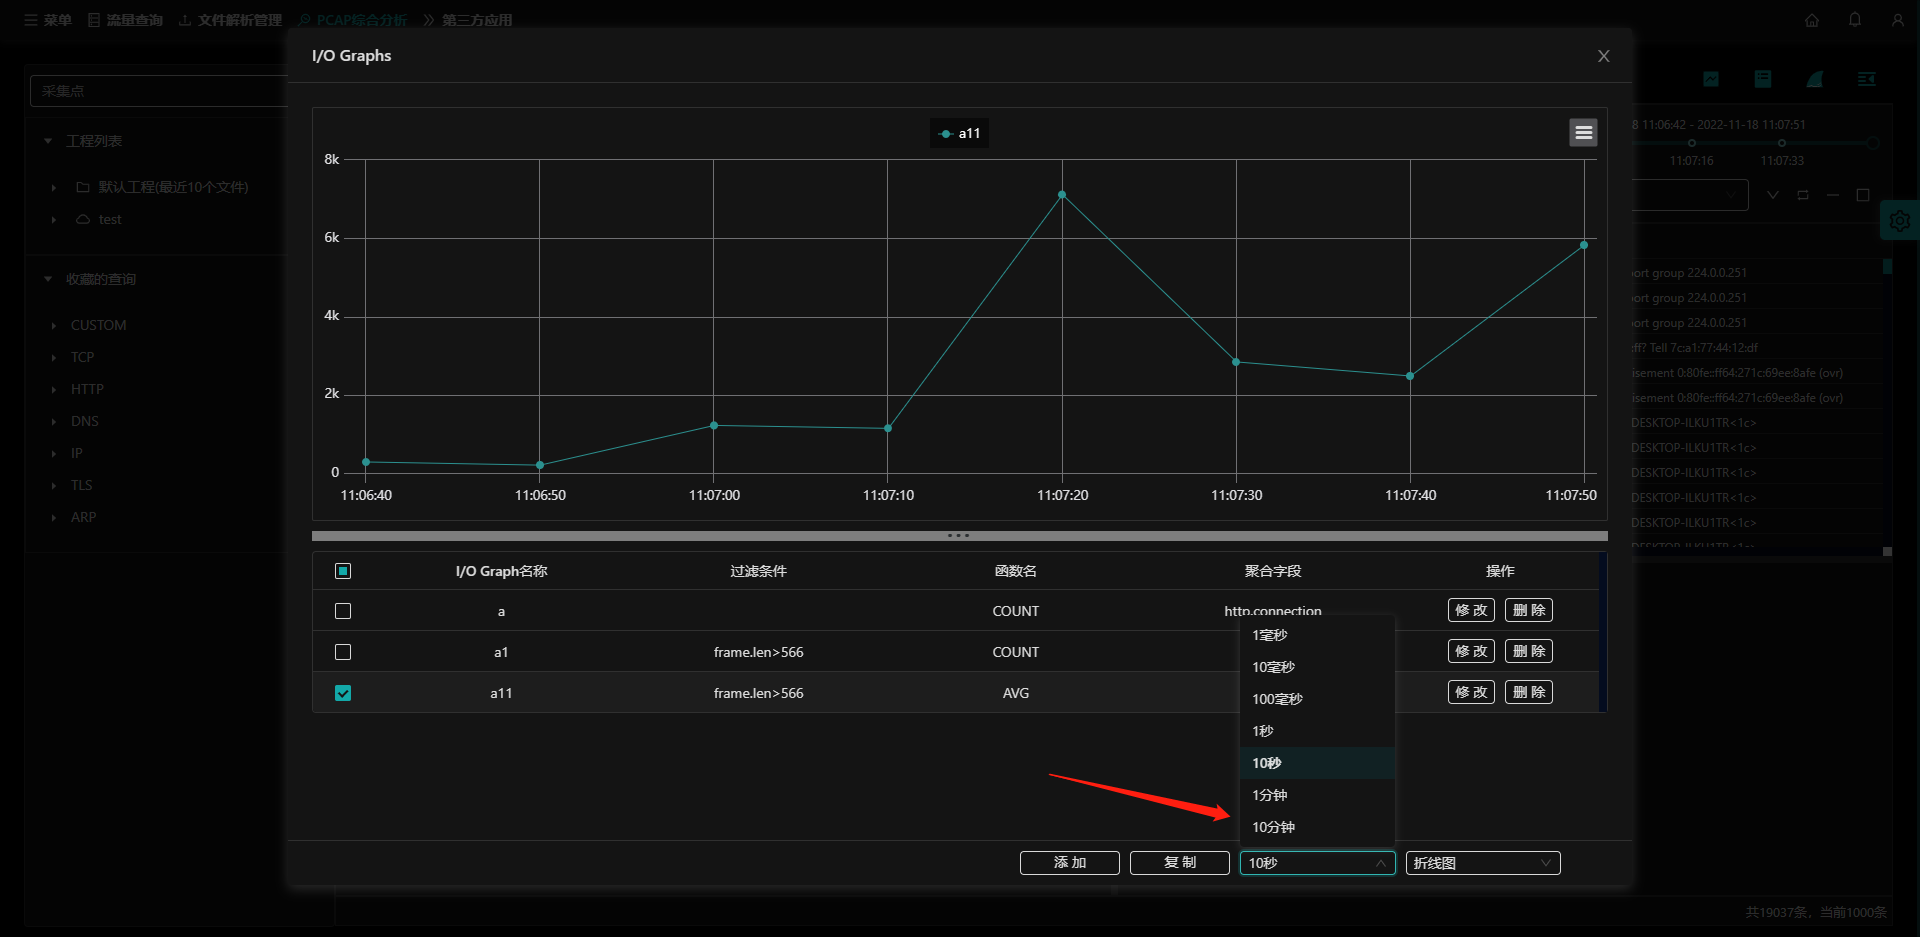 菜单 流量查询 文件解析管理 PCAP综合分析 第三方应用
I/O Graphs
X
采集点
工程列表
默认工程(最近10个文件)
test
收藏的查询
CUSTOM
TCP
HTTP
DNS
IP
TLS
ARP
a11
8k
6k
4k
2k
0
11:06:40 11:06:50 11:07:00 11:07:10 11:07:20 11:07:30 11:07:40 11:07:50
8 11:06:42 - 2022-11-18 11:07:51
11:07:16 11:07:33
ort group 224.0.0.251
ort group 224.0.0.251
ort group 224.0.0.251
:ff? Tell 7c:a1:77:44:12:df
isement 0:80fe::ff64:271c:69ee:8afe (ovr)
isement 0:80fe::ff64:271c:69ee:8afe (ovr)
DESKTOP-ILKU1TR<1c>
DESKTOP-ILKU1TR<1c>
DESKTOP-ILKU1TR<1c>
DESKTOP-ILKU1TR<1c>
DESKTOP-ILKU1TR<1c>
DESKTOP-ILKU1TR<1c>
I/O Graph名称 过滤条件 函数名 聚合字段 操作
a COUNT http.connection 修 改 删 除
a1 frame.len>566 COUNT 修 改 删 除
a11 frame.len>566 AVG 修 改 删 除
1毫秒
10毫秒
100毫秒
1秒
10秒
1分钟
10分钟
添 加 复 制 10秒 折线图
共19037条，当前1000条